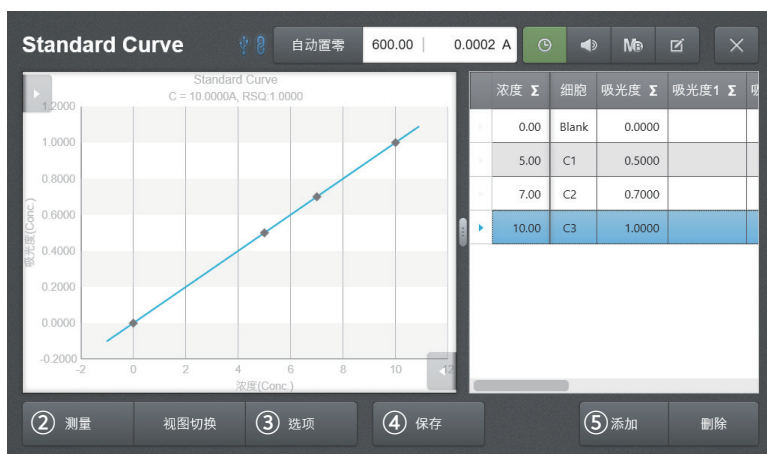 Standard Curve 自动置零 600.00 0.0002 A MB
Standard Curve
C = 10.0000A, RSQ:1.0000
1.2000
1.0000
0.8000
0.6000
0.4000
0.2000
0.0000
-0.2000
吸光度(Conc.)
-2 0 2 4 6 8 10 12
浓度(Conc.)
浓度 Σ 细胞 吸光度 Σ 吸光度1 Σ
0.00 Blank 0.0000
5.00 C1 0.5000
7.00 C2 0.7000
10.00 C3 1.0000
② 测量 视图切换 ③ 选项 ④ 保存 ⑤ 添加 删除